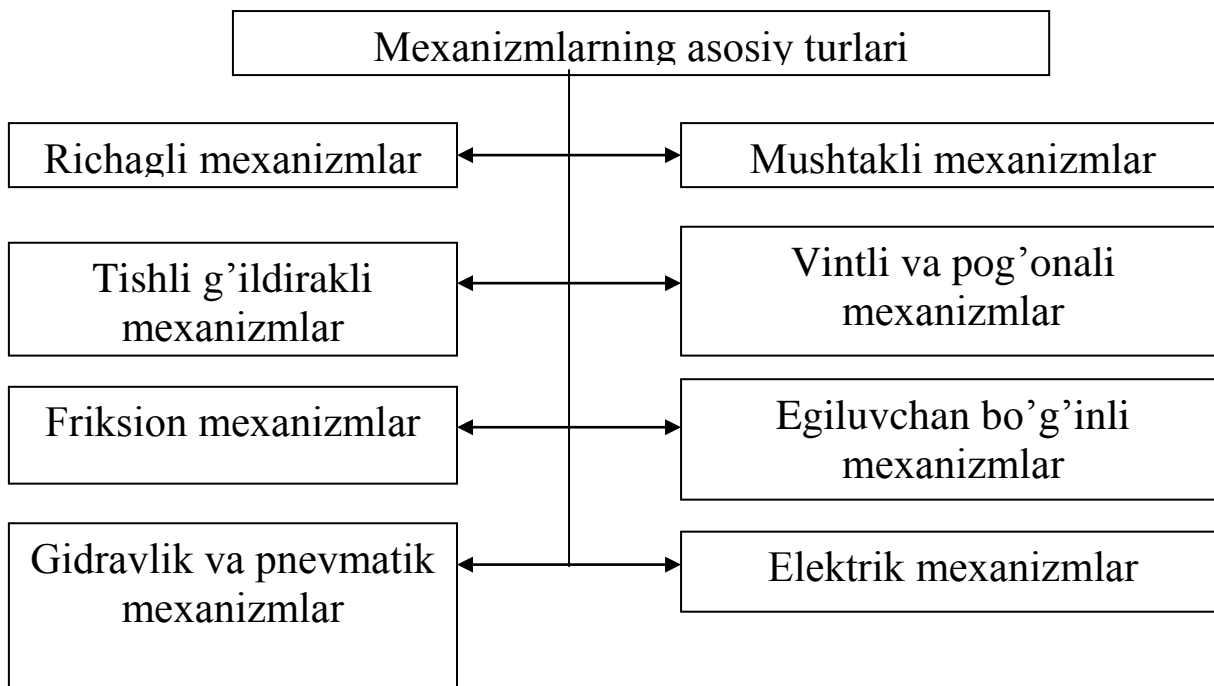 Mexanizmlarning asosiy turlari
Richagli mexanizmlar
Mushtakli mexanizmlar
Tishli g’ildirakli
mexanizmlar
Vintli va pog’onali
mexanizmlar
Friksion mexanizmlar
Egiluvchan bo’g’inli
mexanizmlar
Gidravlik va pnevmatik
mexanizmlar
Elektrik mexanizmlar